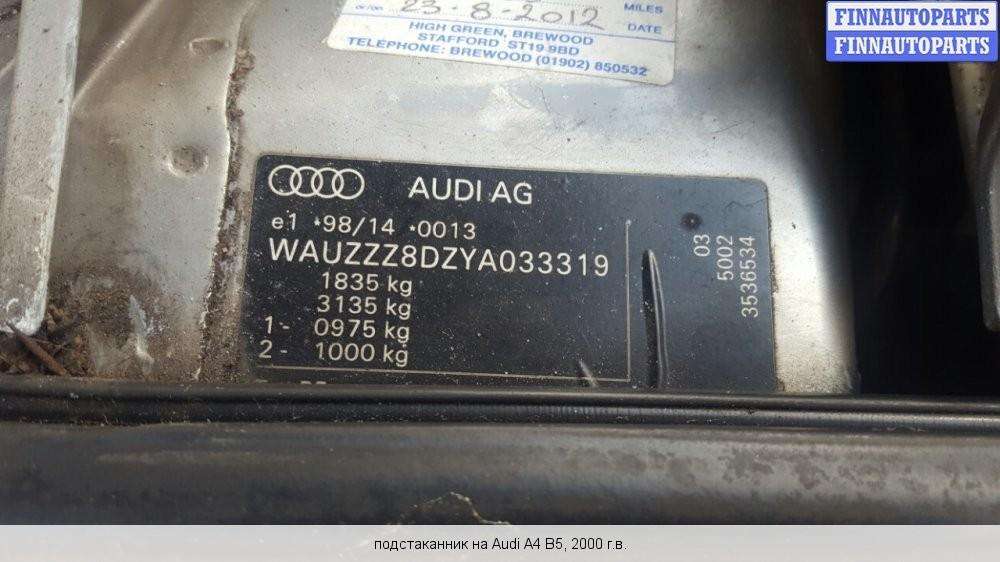 MILES
23-8-2012 DATE
HIGH GREEN, BREWOOD
STAFFORD ST19 9BD
TELEPHONE: BREWOOD (01902) 850532
FINNAUTOPARTS
FINNAUTOPARTS
AUDI AG
e1 *98/14 *0013
WAUZZZ8DZYA033319
1835 kg
3135 kg
1- 0975 kg
2- 1000 kg
03
5002
3536534
подстаканник на Audi A4 B5, 2000 г.в.